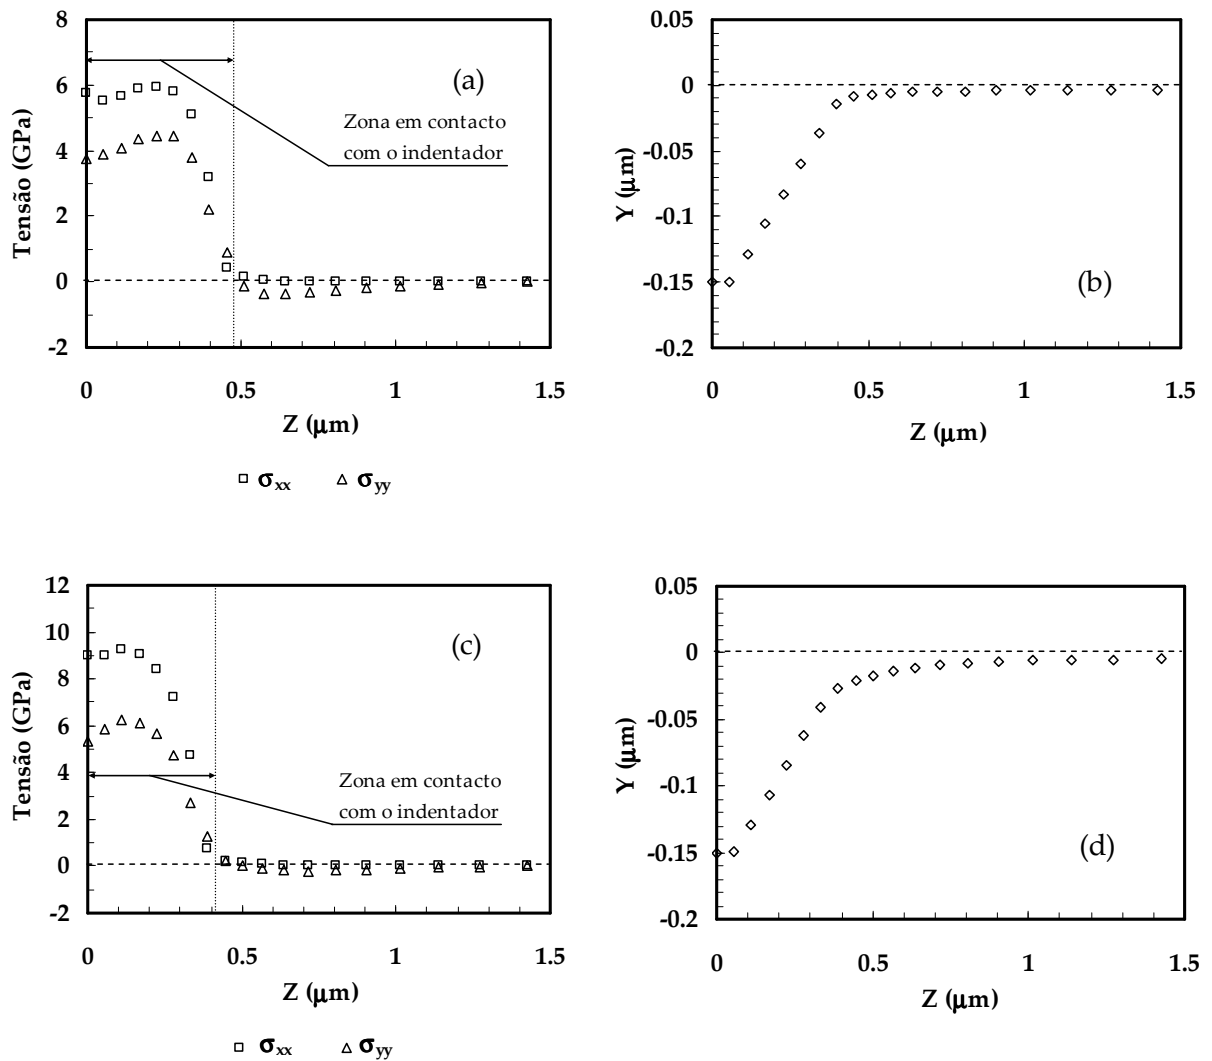 8
6
4
2
0
-2
Tensão (GPa)
(a)
Zona em contacto
com o indentador
0
0.5
1
1.5
Z (μm)
σxx
σyy
0.05
0
-0.05
-0.1
-0.15
-0.2
Y (μm)
(b)
0
0.5
1
1.5
Z (μm)
12
10
8
6
4
2
0
-2
Tensão (GPa)
(c)
Zona em contacto
com o indentador
0
0.5
1
1.5
Z (μm)
σxx
σyy
0.05
0
-0.05
-0.1
-0.15
-0.2
Y (μm)
(d)
0
0.5
1
1.5
Z (μm)